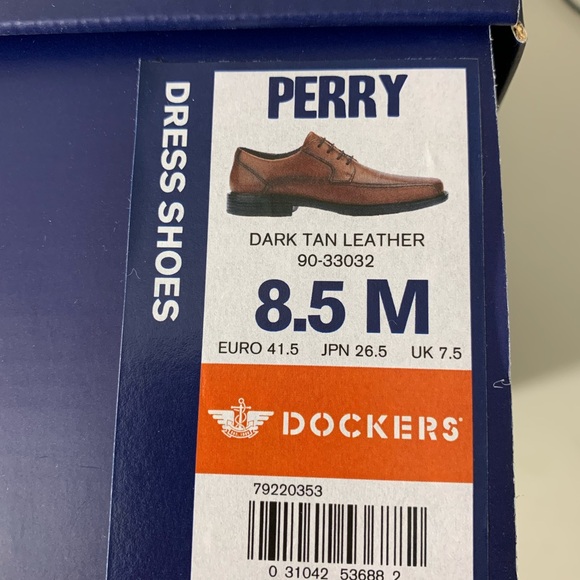 DRESS SHOES
PERRY
DARK TAN LEATHER
90-33032
8.5 M
EURO 41.5 JPN 26.5 UK 7.5
DOCKERS
79220353
0 31042 53688 2